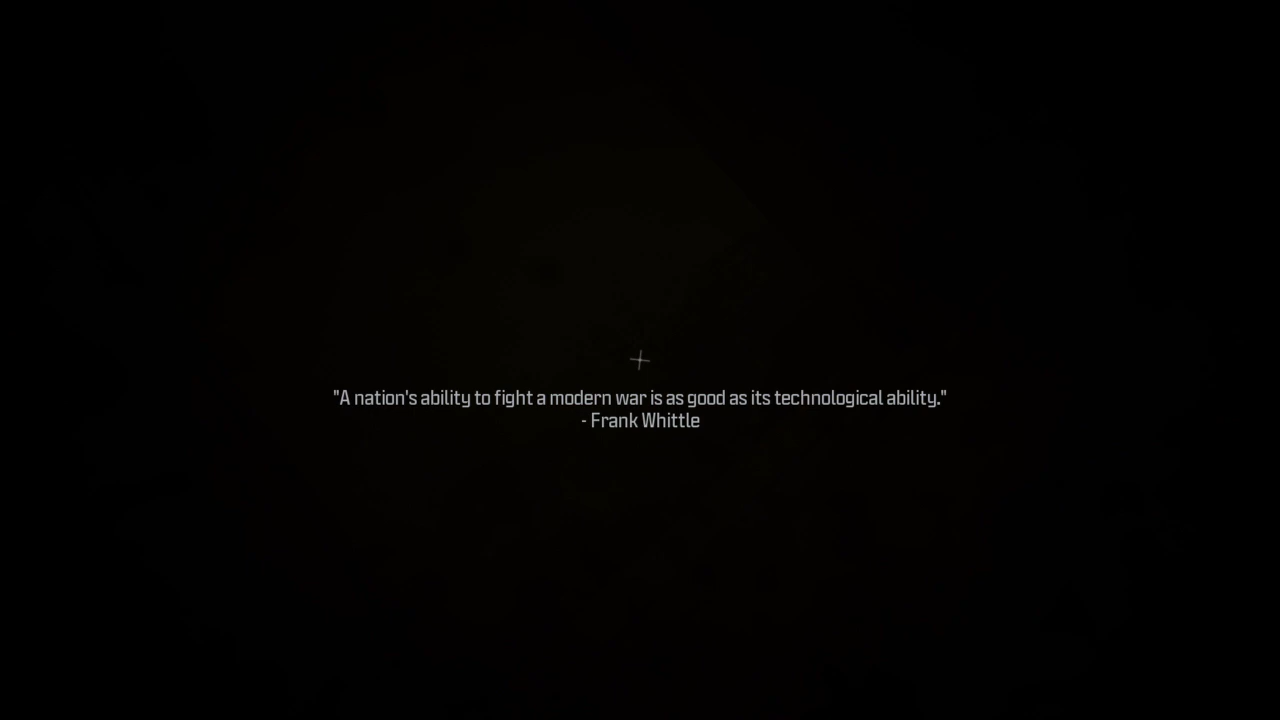 "A nation's ability to fight a modern war is as good as its technological ability."
- Frank Whittle